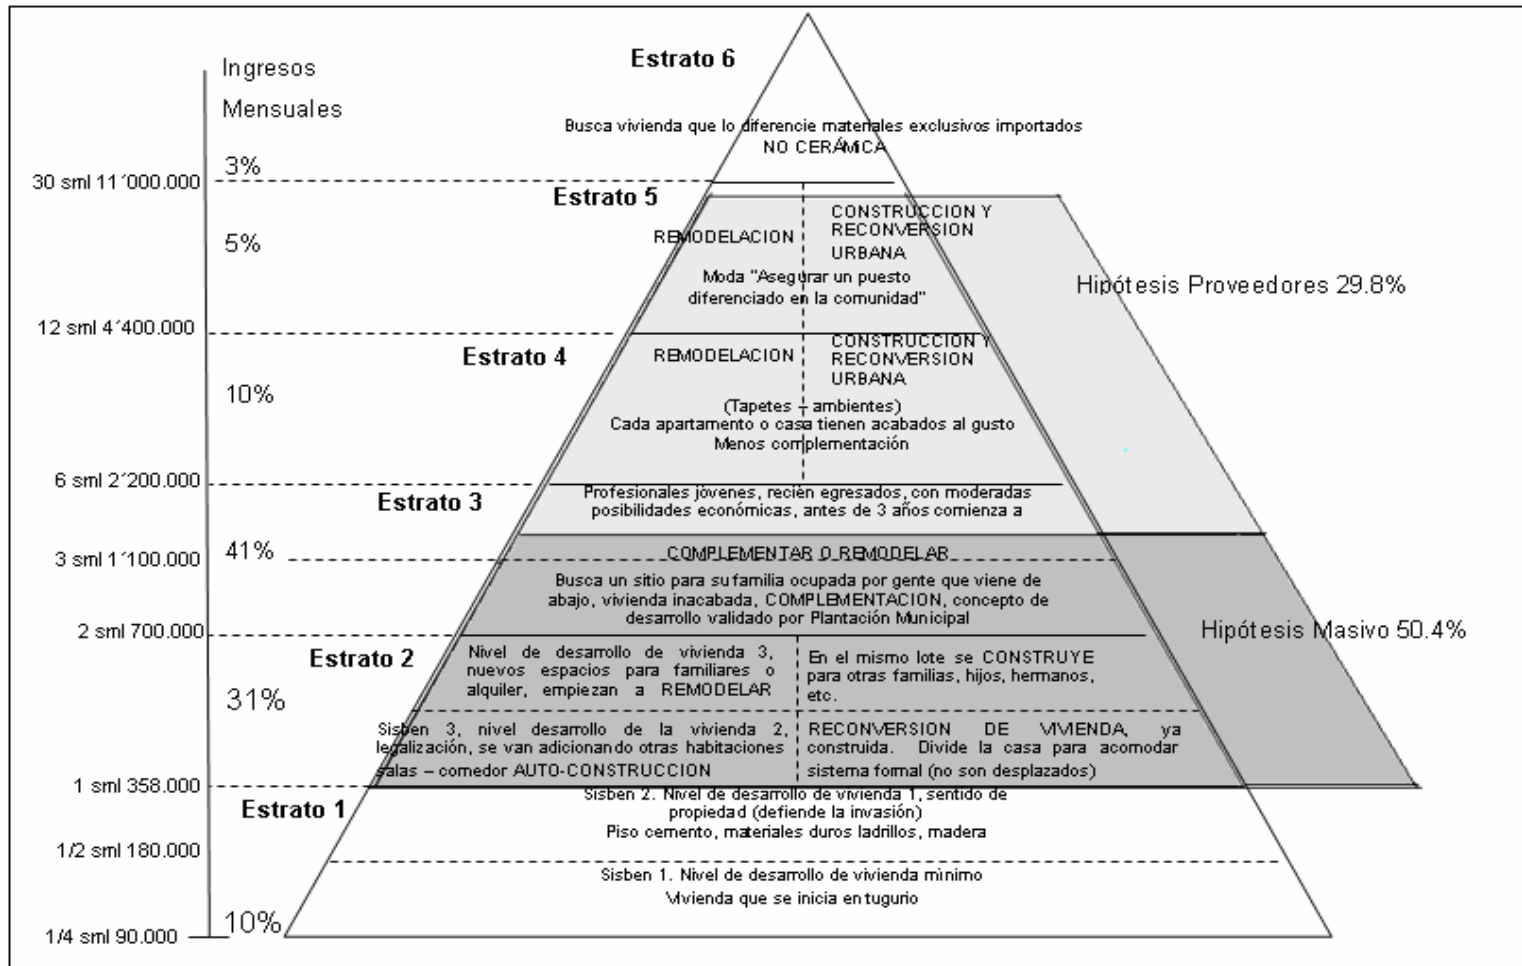 Ingresos
Mensuales
Estrato 6
Busca vivienda que lo diferencie materiales exclusivos importados
NO CERÁMICA
3%
30 sml 11´000.000
Estrato 5
5%
REMODELACION
CONSTRUCCION Y
RECONVERSION
URBANA
Moda "Asegurar un puesto
diferenciado en la comunidad"
Hipótesis Proveedores 29.8%
12 sml 4´400.000
Estrato 4
10%
REMODELACION
CONSTRUCCION Y
RECONVERSION
URBANA
(Tapetes – ambientes)
Cada apartamento o casa tienen acabados al gusto
Menos complementación
6 sml 2´200.000
Estrato 3
Profesionales jóvenes, recién egresados, con moderadas
posibilidades económicas, antes de 3 años comienza a
41%
COMPLEMENTAR O REMODELAR
3 sml 1´100.000
Busca un sitio para su familia ocupada por gente que viene de
abajo, vivienda inacabada, COMPLEMENTACION, concepto de
desarrollo validado por Plantación Municipal
2 sml 700.000
Hipótesis Masivo 50.4%
Estrato 2
31%
Nivel de desarrollo de vivienda 3,
nuevos espacios para familiares o
alquiler, empiezan a REMODELAR
En el mismo lote se CONSTRUYE
para otras familias, hijos, hermanos,
etc.
Sisben 3, nivel desarrollo de la vivienda 2,
legalización, se van adicionando otras habitaciones
salas – comedor AUTO-CONSTRUCCION
RECONVERSION DE VIVIENDA, ya
construida. Divide la casa para acomodar
sistema formal (no son desplazados)
1 sml 358.000
Estrato 1
Sisben 2. Nivel de desarrollo de vivienda 1, sentido de
propiedad (defiende la invasión)
Piso cemento, materiales duros ladrillos, madera
1/2 sml 180.000
Sisben 1. Nivel de desarrollo de vivienda minimo
Vivienda que se inicia en tugurio
10%
1/4 sml 90.000